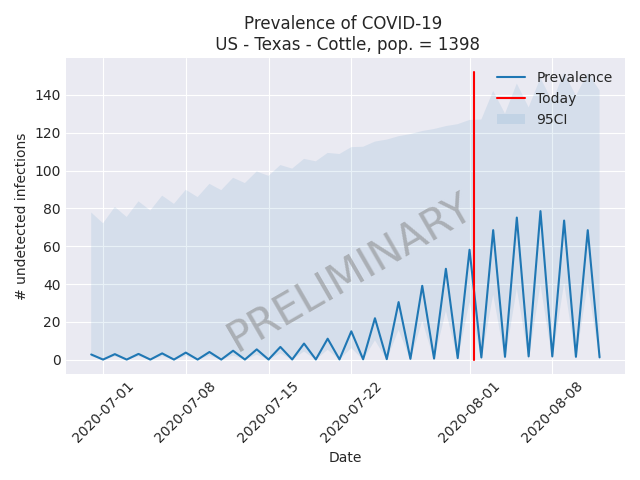 Prevalence of COVID-19
US - Texas - Cottle, pop. = 1398
Prevalence
Today
95CI
# undetected infections
140
120
100
80
60
40
20
0
PRELIMINARY
2020-07-01
2020-07-08
2020-07-15
2020-07-22
2020-08-01
2020-08-08
Date